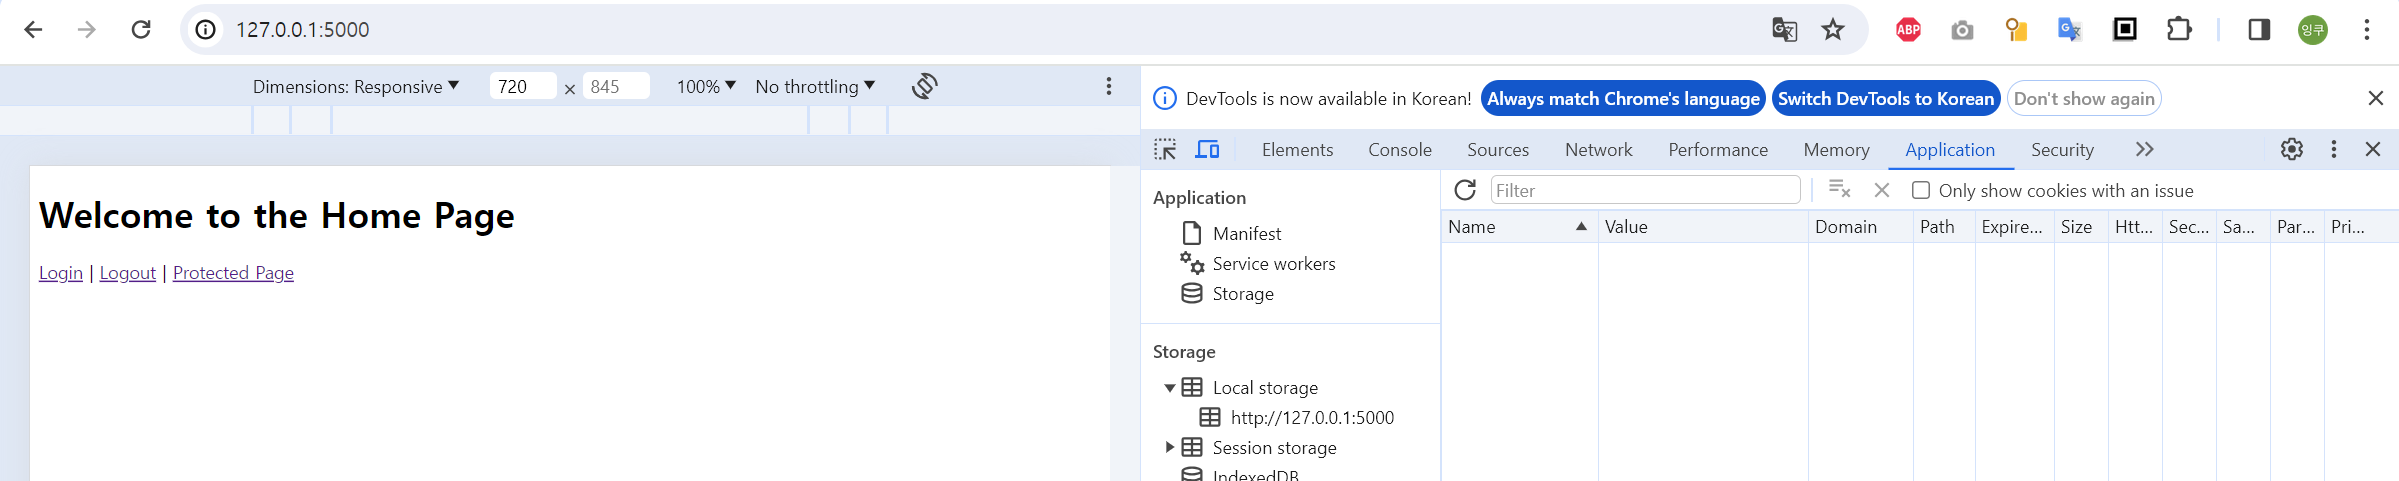 127.0.0.1:5000
ABP
잉쿠
Dimensions: Responsive 720 × 845 100% No throttling
DevTools is now available in Korean! Always match Chrome's language Switch DevTools to Korean Don't show again
Elements Console Sources Network Performance Memory Application Security
Welcome to the Home Page
Login | Logout | Protected Page
Application
Manifest
Service workers
Storage
Storage
Local storage
http://127.0.0.1:5000
Session storage
IndexedDB
Filter Only show cookies with an issue
Name Value Domain Path Expire... Size Htt... Sec... Sa... Par... Pri...